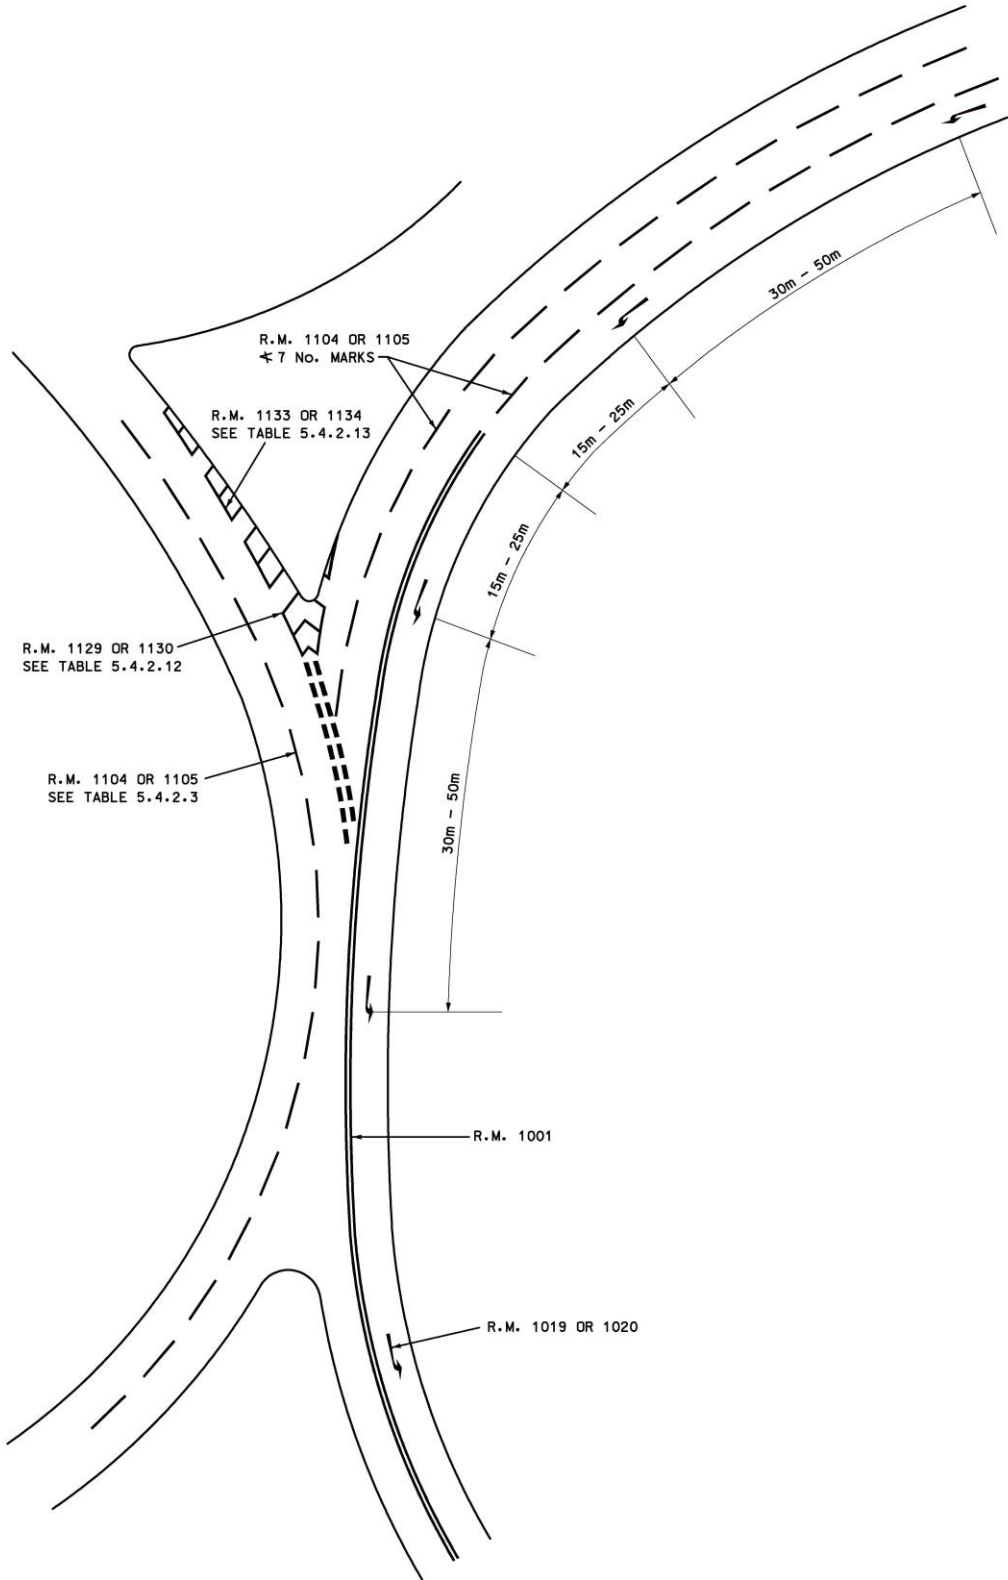 30m - 50m
R.M. 1104 OR 1105
≮ 7 No. MARKS
R.M. 1133 OR 1134
SEE TABLE 5.4.2.13
15m - 25m
15m - 25m
R.M. 1129 OR 1130
SEE TABLE 5.4.2.12
R.M. 1104 OR 1105
SEE TABLE 5.4.2.3
30m - 50m
R.M. 1001
R.M. 1019 OR 1020